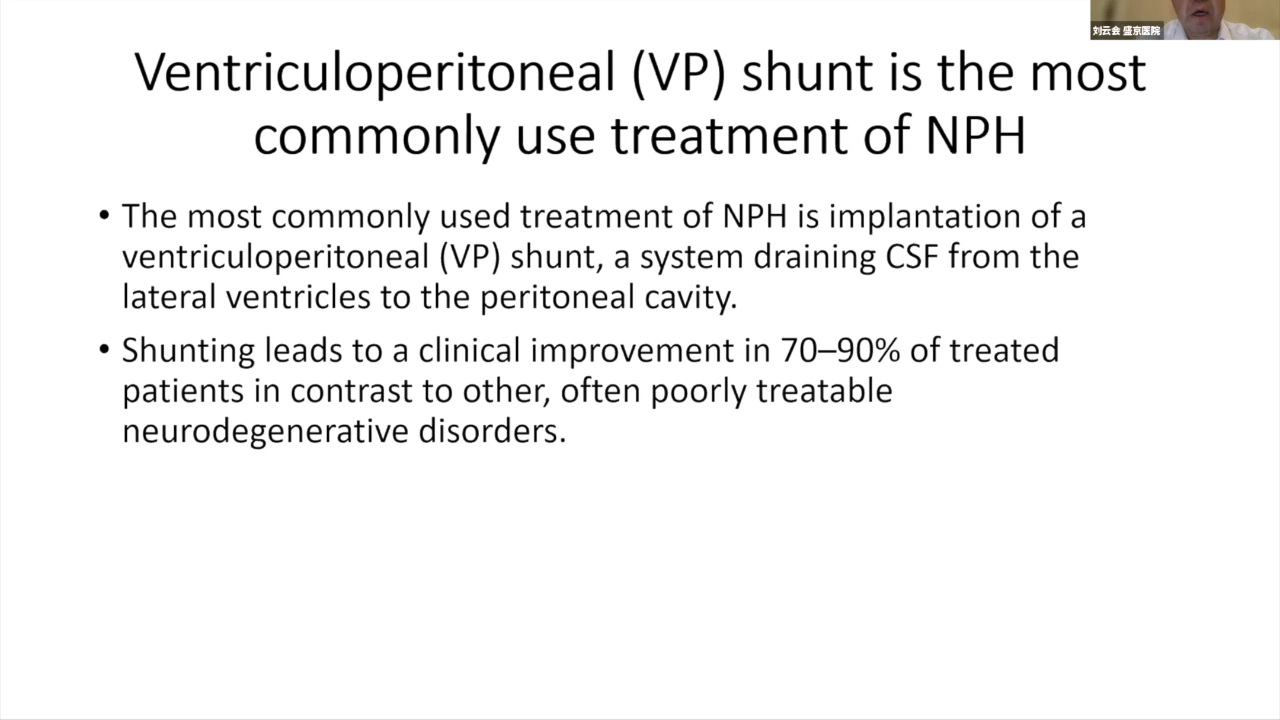 刘云会 盛京医院
Ventriculoperitoneal (VP) shunt is the most
commonly use treatment of NPH
• The most commonly used treatment of NPH is implantation of a
ventriculoperitoneal (VP) shunt, a system draining CSF from the
lateral ventricles to the peritoneal cavity.
• Shunting leads to a clinical improvement in 70–90% of treated
patients in contrast to other, often poorly treatable
neurodegenerative disorders.